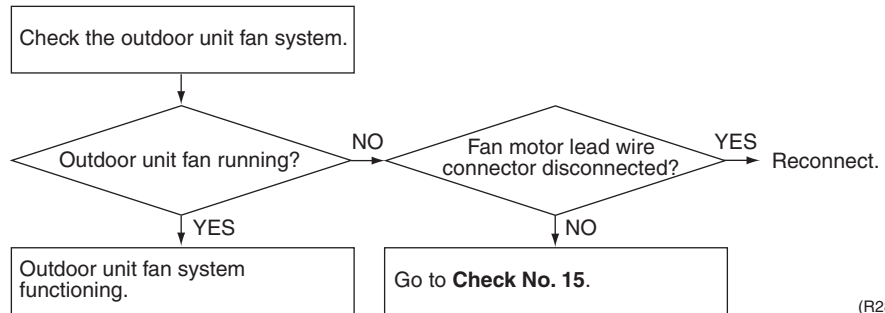 Check the outdoor unit fan system.
Outdoor unit fan running?
NO
Fan motor lead wire
connector disconnected?
YES
Reconnect.
YES
NO
Outdoor unit fan system
functioning.
Go to Check No. 15.